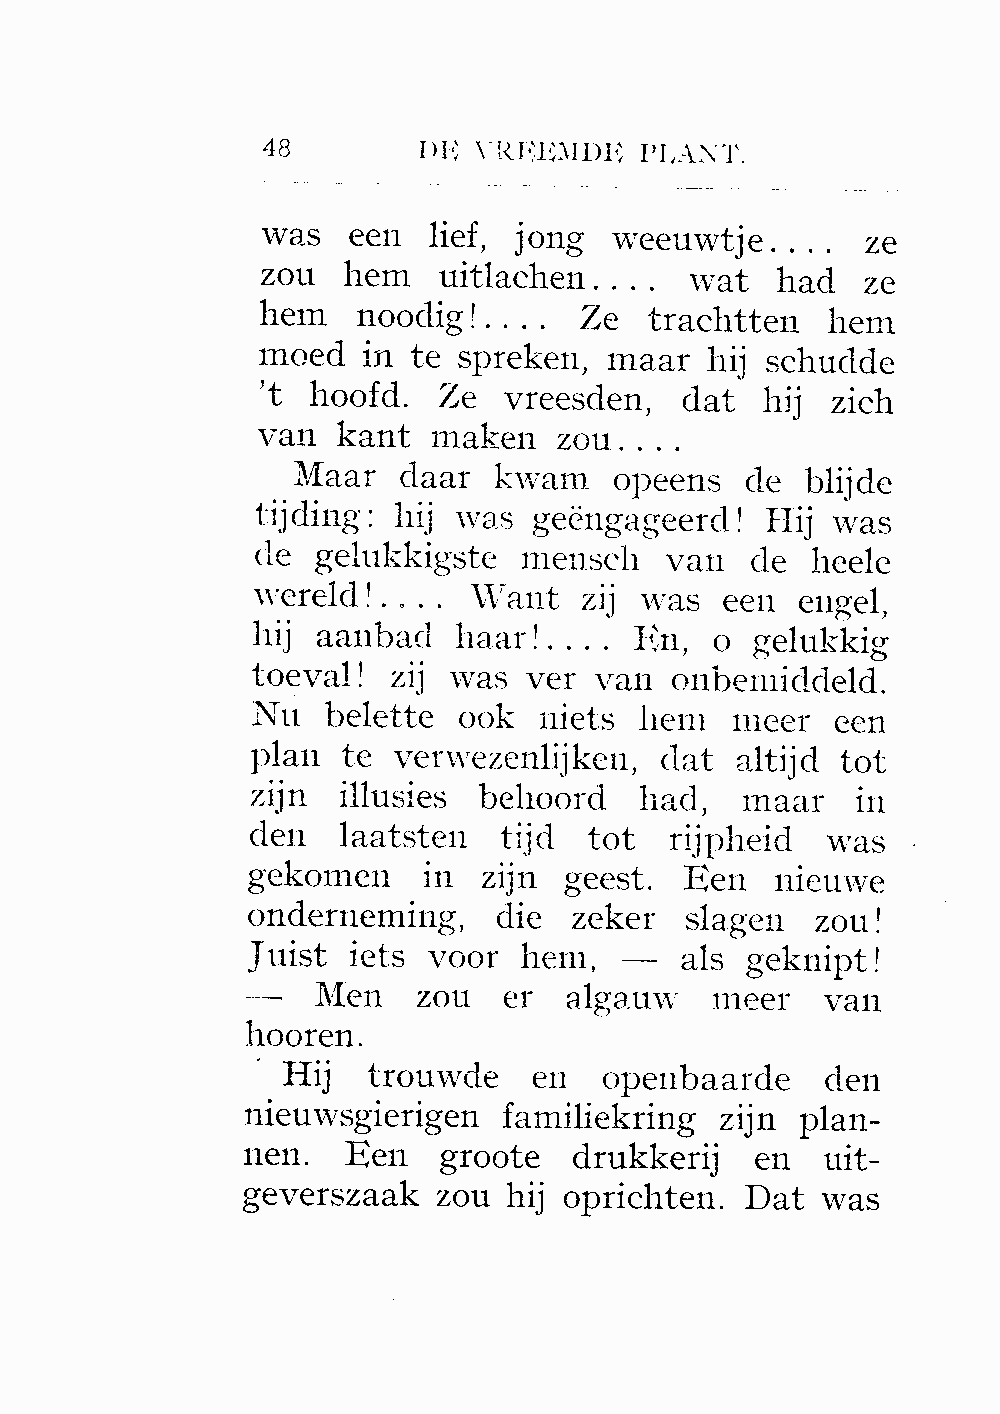 48 DE VREEMDE PLANT.
was een lief, jong weeuwtje.... ze
zou hem uitlachen.... wat had ze
hem noodig!.... Ze trachtten hem
moed in te spreken, maar hij schudde
't hoofd. Ze vreesden, dat hij zich
van kant maken zou....
Maar daar kwam opeens de blijde
tijding: hij was geëngageerd! Hij was
de gelukkigste mensch van de heele
wereld!.... Want zij was een engel,
hij aanbad haar!.... En, o gelukkig
toeval! zij was ver van onbemiddeld.
Nu belette ook niets hem meer een
plan te verwezenlijken, dat altijd tot
zijn illusies behoord had, maar in
den laatsten tijd tot rijpheid was
gekomen in zijn geest. Een nieuwe
onderneming, die zeker slagen zou!
Juist iets voor hem, — als geknipt!
— Men zou er algauw meer van
hooren.
Hij trouwde en openbaarde den
nieuwsgierigen familiekring zijn plan-
nen. Een groote drukkerij en uit-
geverszaak zou hij oprichten. Dat was